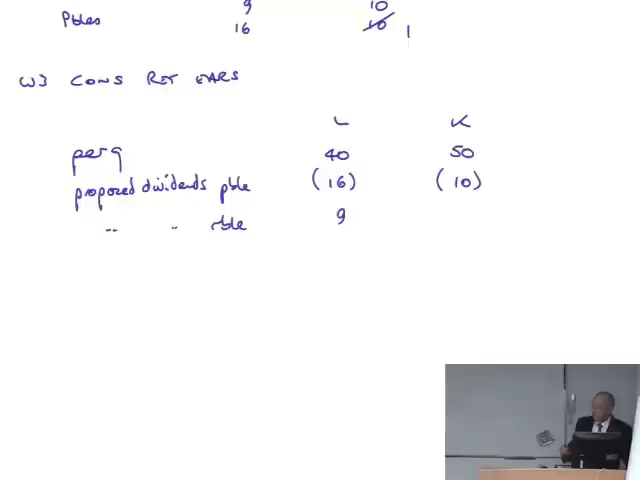 9 10
Pbles 16 10 1
W3 CONS RET EARS
L K
per q 40 50
proposed dividends pble (16) (10)
" " rble 9